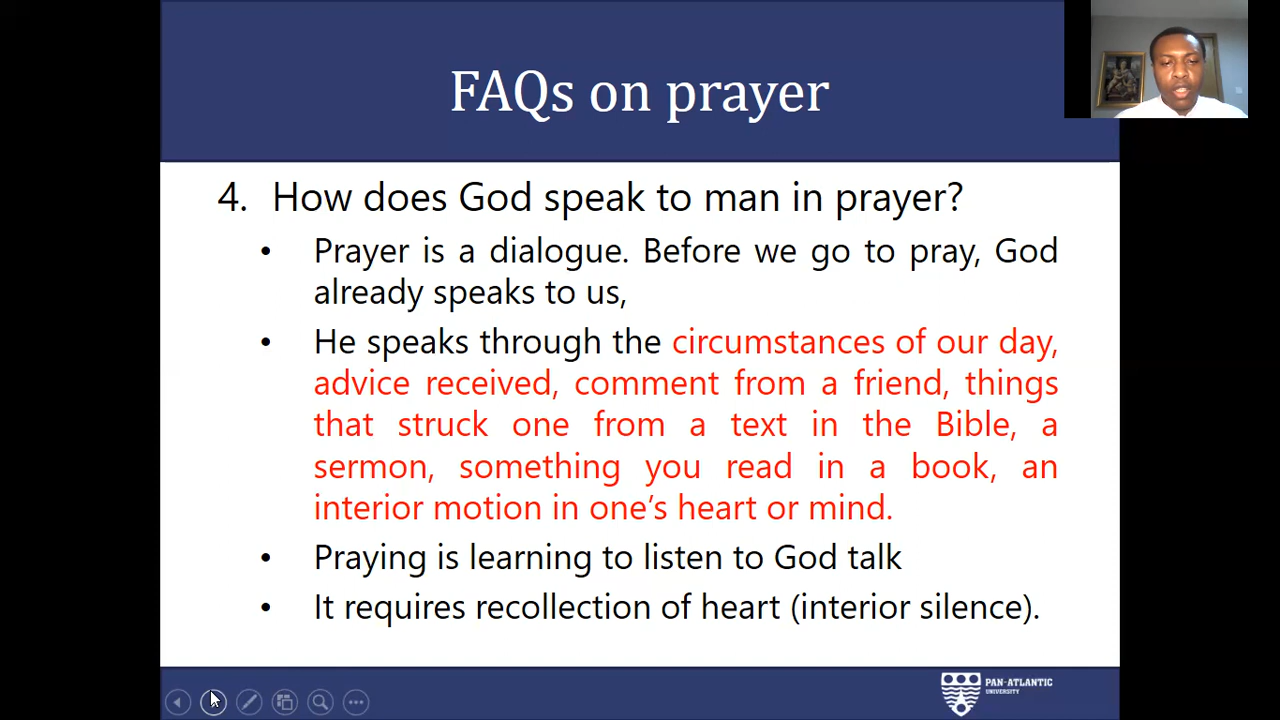 FAQs on prayer
4. How does God speak to man in prayer?
• Prayer is a dialogue. Before we go to pray, God
already speaks to us,
• He speaks through the circumstances of our day,
advice received, comment from a friend, things
that struck one from a text in the Bible, a
sermon, something you read in a book, an
interior motion in one's heart or mind.
• Praying is learning to listen to God talk
• It requires recollection of heart (interior silence).
PAN-ATLANTIC
UNIVERSITY